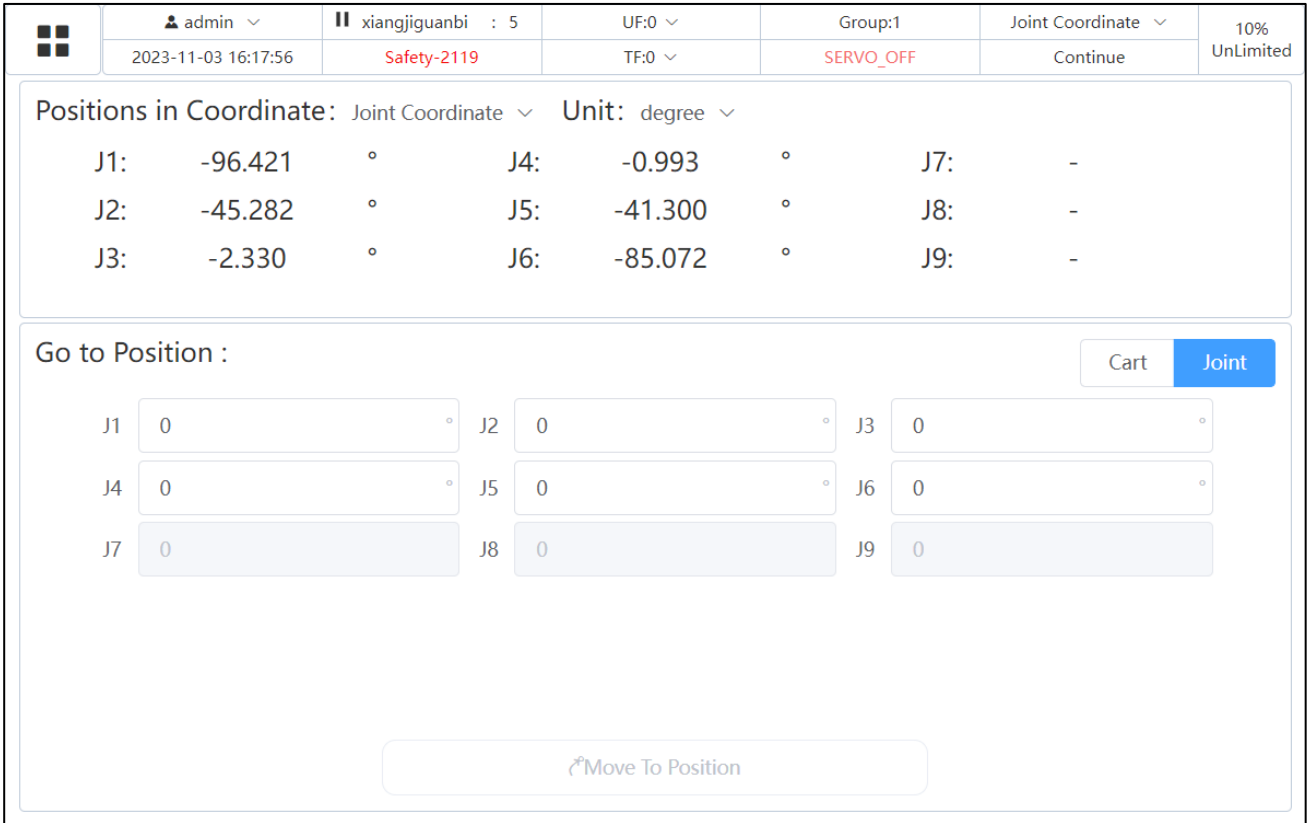 admin
xiangjiguanbi : 5
UF:0
Group:1
Joint Coordinate
10%
UnLimited
2023-11-03 16:17:56
Safety-2119
TF:0
SERVO_OFF
Continue
Positions in Coordinate: Joint Coordinate Unit: degree
J1: -96.421 ° J4: -0.993 ° J7: -
J2: -45.282 ° J5: -41.300 ° J8: -
J3: -2.330 ° J6: -85.072 ° J9: -
Go to Position :
Cart Joint
J1 0 ° J2 0 ° J3 0 °
J4 0 ° J5 0 ° J6 0 °
J7 0 J8 0 J9 0
Move To Position